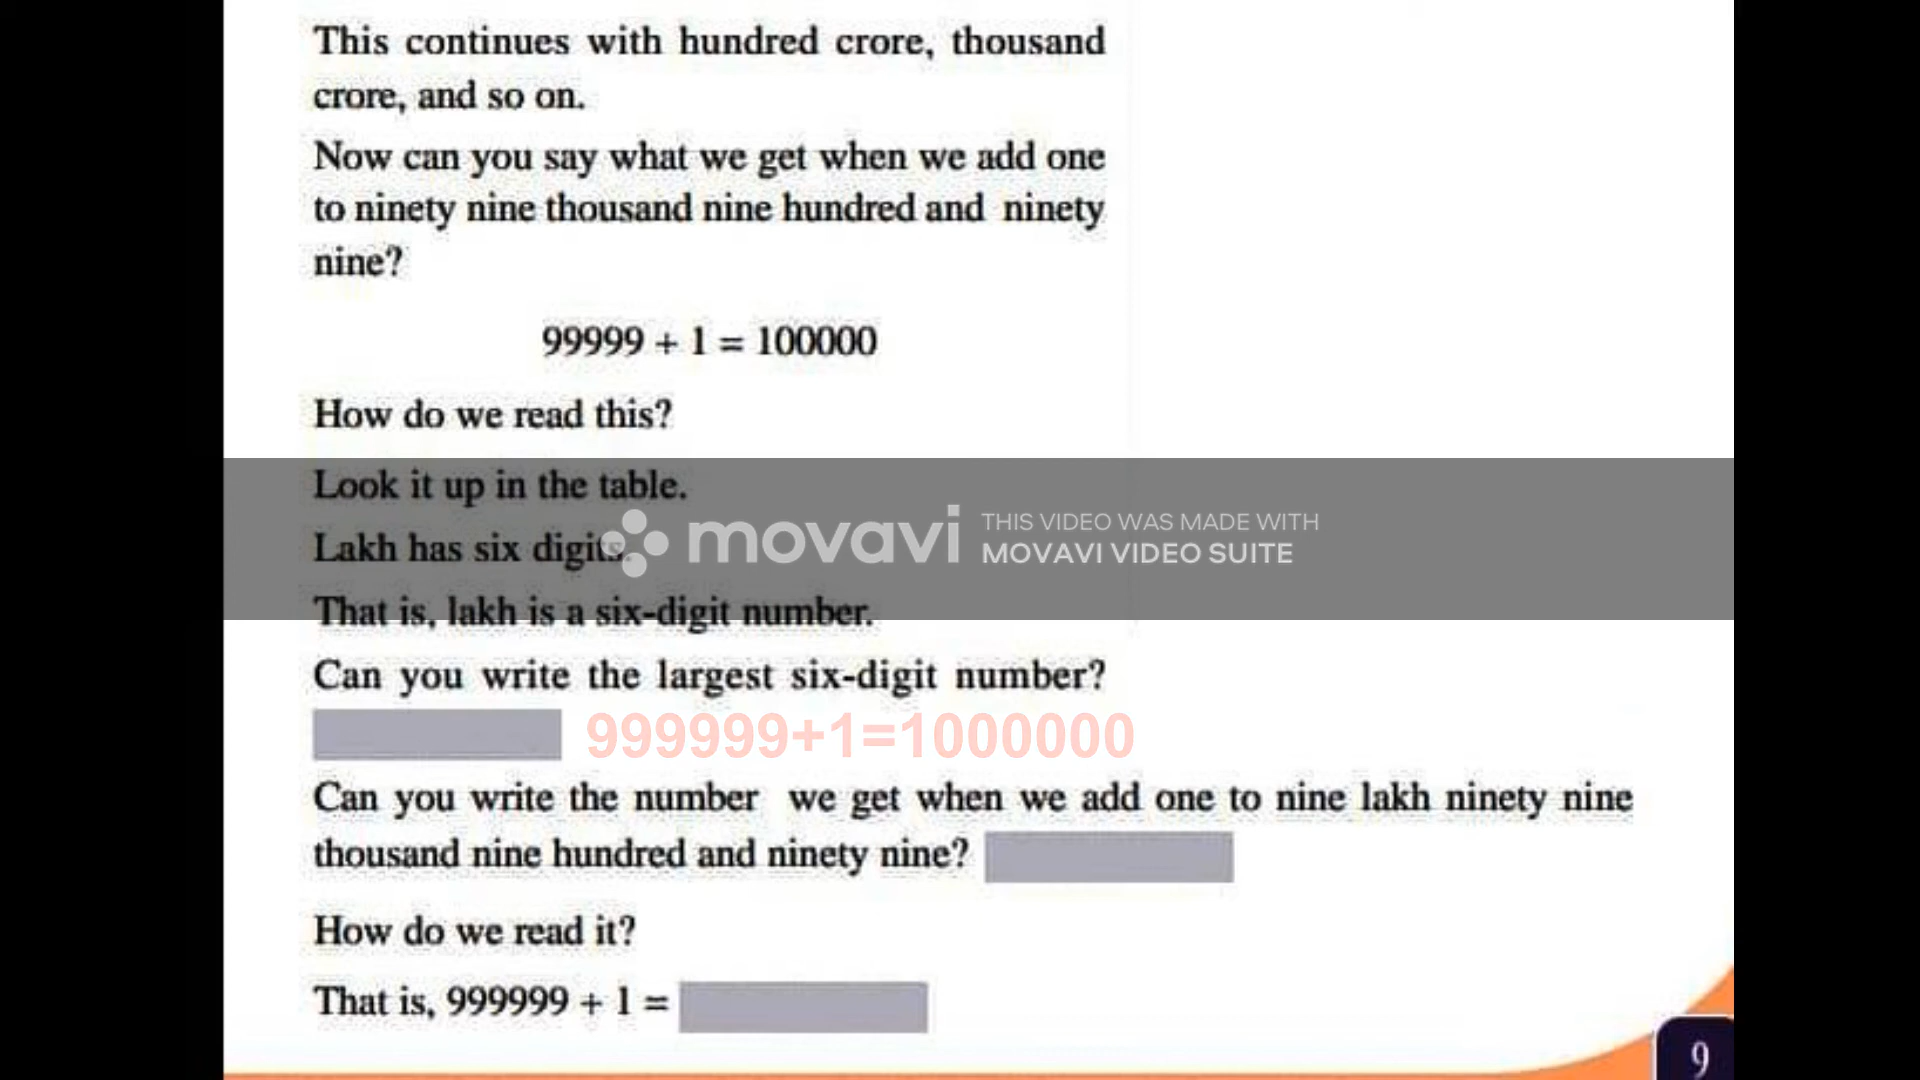 This continues with hundred crore, thousand
crore, and so on.
Now can you say what we get when we add one
to ninety nine thousand nine hundred and ninety
nine?
99999 + 1 = 100000
How do we read this?
Look it up in the table.
Lakh has six digits.
movavi
THIS VIDEO WAS MADE WITH
MOVAVI VIDEO SUITE
That is, lakh is a six-digit number.
Can you write the largest six-digit number?
999999+1=1000000
Can you write the number we get when we add one to nine lakh ninety nine
thousand nine hundred and ninety nine?
How do we read it?
That is, 999999 + 1 =
9